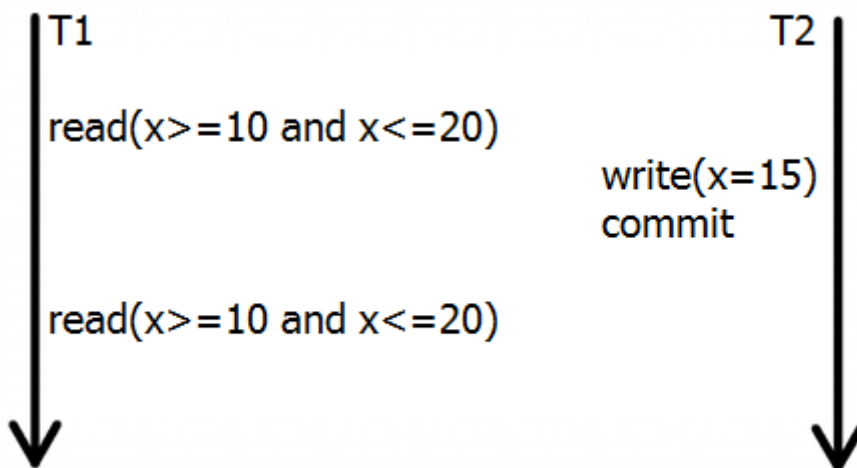 T1
T2
read(x>=10 and x<=20)
write(x=15)
commit
read(x>=10 and x<=20)